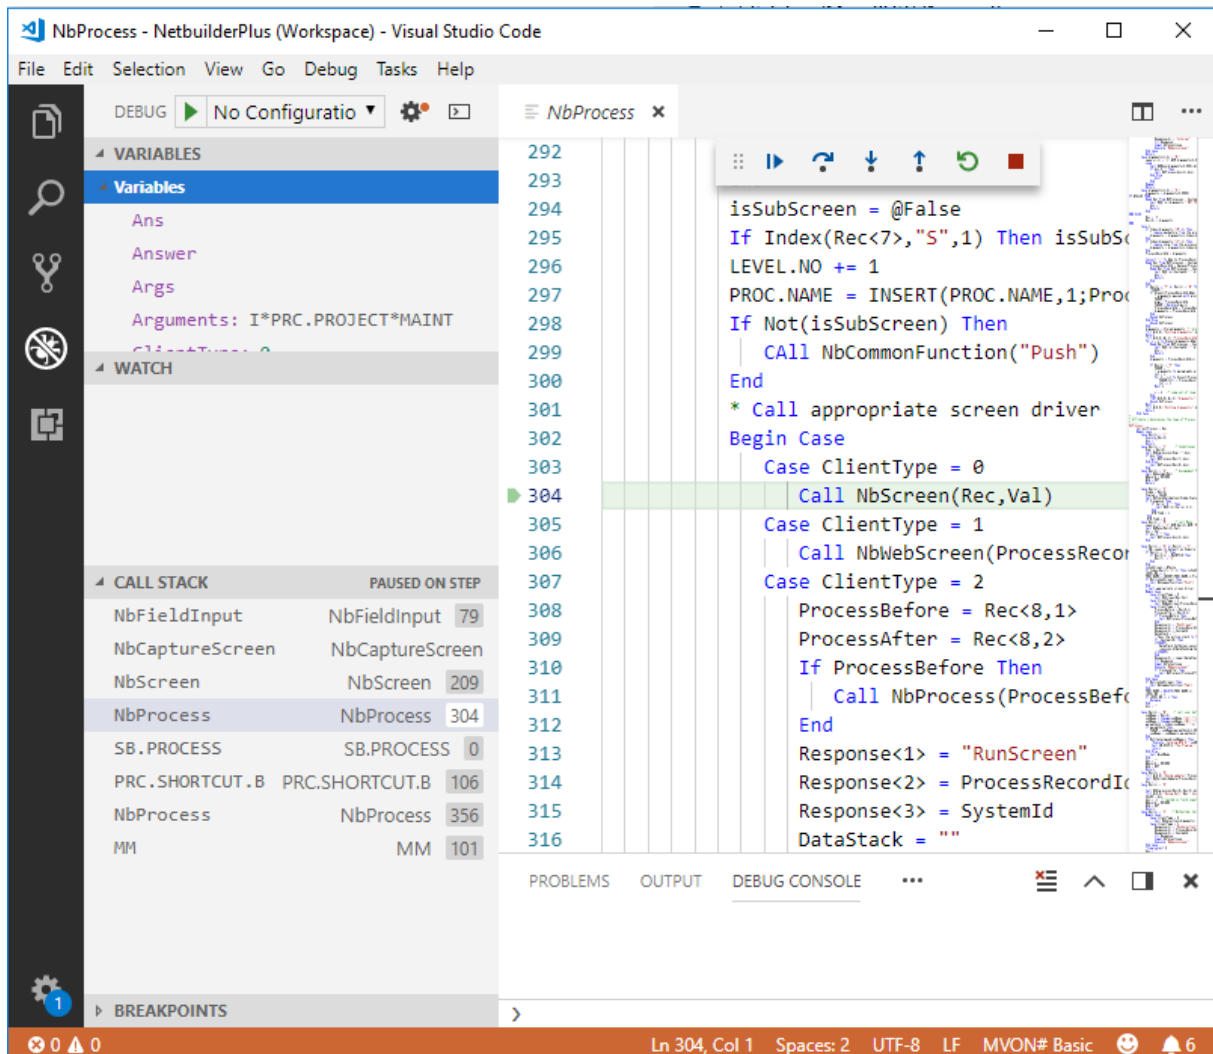 NbProcess - NetbuilderPlus (Workspace) - Visual Studio Code
File Edit Selection View Go Debug Tasks Help
DEBUG No Configuratio
VARIABLES
Variables
Ans
Answer
Args
Arguments: I*PRC.PROJECT*MAINT
WATCH
CALL STACK PAUSED ON STEP
NbFieldInput NbFieldInput 79
NbCaptureScreen NbCaptureScreen
NbScreen NbScreen 209
NbProcess NbProcess 304
SB.PROCESS SB.PROCESS 0
PRC.SHORTCUT.B PRC.SHORTCUT.B 106
NbProcess NbProcess 356
MM MM 101
BREAKPOINTS
NbProcess
292
293
294 isSubScreen = @False
295 If Index(Rec<7>,"S",1) Then isSubSc
296 LEVEL.NO += 1
297 PROC.NAME = INSERT(PROC.NAME,1;Proc
298 If Not(isSubScreen) Then
299 CAll NbCommonFunction("Push")
300 End
301 * Call appropriate screen driver
302 Begin Case
303 Case ClientType = 0
304 Call NbScreen(Rec,Val)
305 Case ClientType = 1
306 Call NbWebScreen(ProcessRecor
307 Case ClientType = 2
308 ProcessBefore = Rec<8,1>
309 ProcessAfter = Rec<8,2>
310 If ProcessBefore Then
311 Call NbProcess(ProcessBefo
312 End
313 Response<1> = "RunScreen"
314 Response<2> = ProcessRecordId
315 Response<3> = SystemId
316 DataStack = ""
PROBLEMS OUTPUT DEBUG CONSOLE
1
0 0 Ln 304, Col 1 Spaces: 2 UTF-8 LF MVON# Basic 6